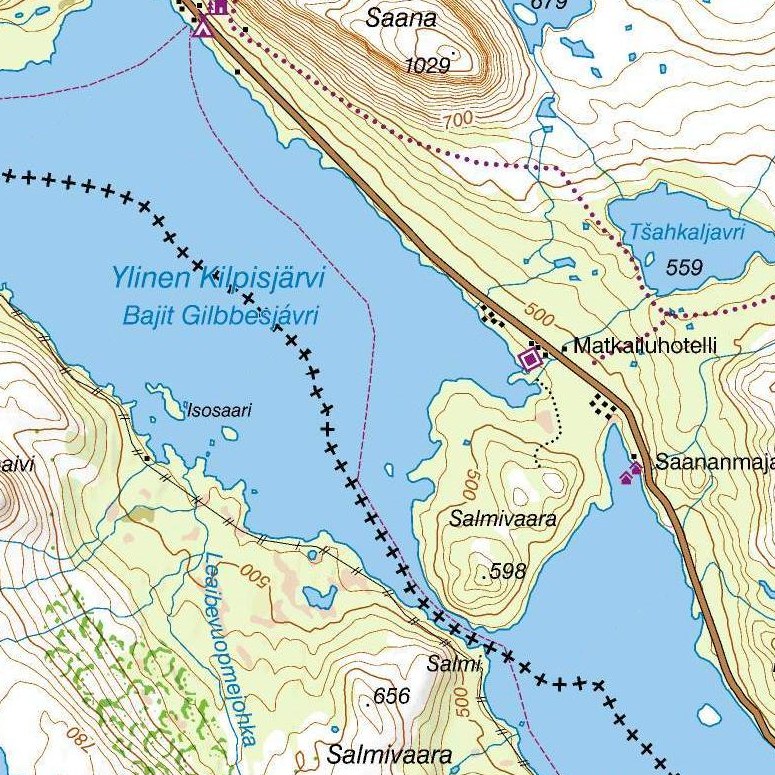 679
Saana
1029
700
Tšahkaljavri
559
Ylinen Kilpisjärvi
Bajit Gilbbesjávri
500
Matkailuhotelli
Isosaari
aivi
500
Saananmaja
Salmivaara
.598
500
Leaibevuopmejohka
Salmi
.656
500
780
Salmivaara